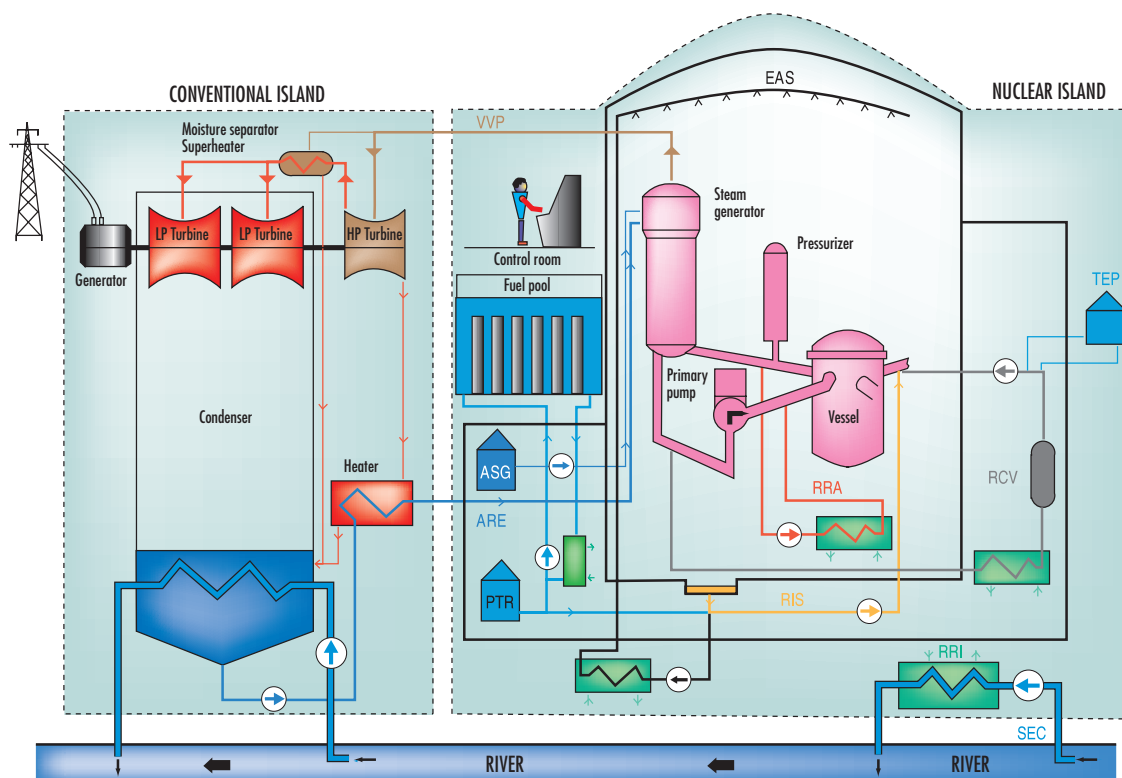 EAS
CONVENTIONAL ISLAND
NUCLEAR ISLAND
VVP
Moisture separator
Superheater
LP Turbine
LP Turbine
HP Turbine
Generator
Control room
Fuel pool
Steam
generator
Pressurizer
TEP
Primary
pump
Vessel
Condenser
Heater
ASG
ARE
RRA
RCV
PTR
RIS
RRI
SEC
RIVER
RIVER